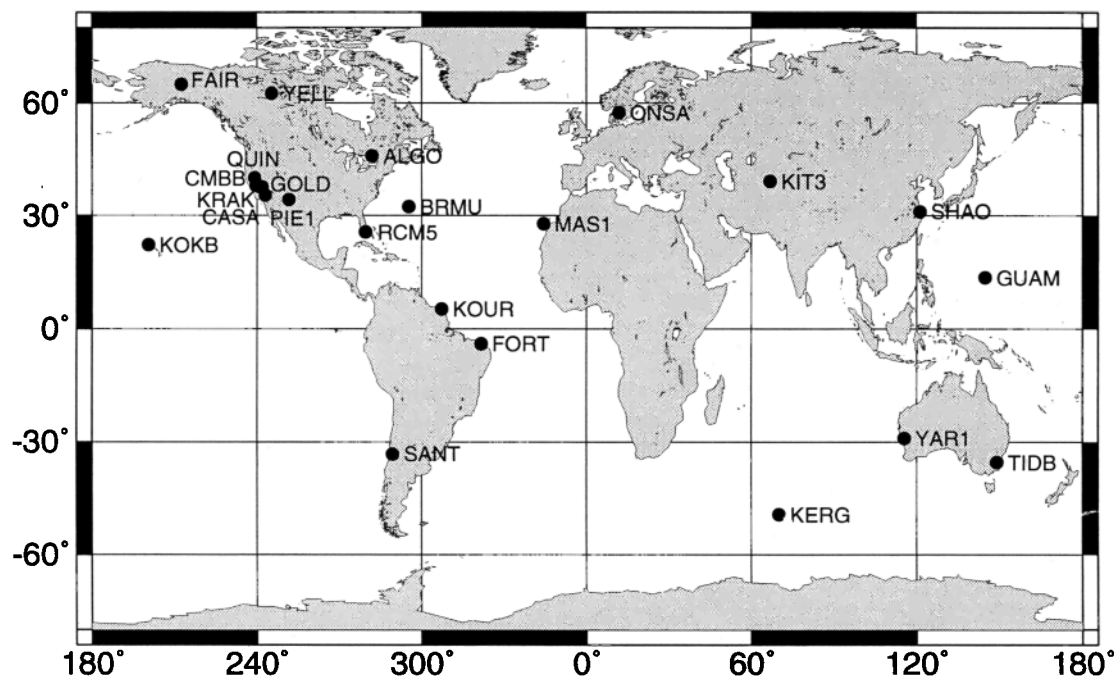 FAIR
YELL
ONSA
60°
ALGO
QUIN
CMBB
GOLD
KIT3
KRAK
CASA PIE1
BRMU
SHAO
30°
RCM5
MAS1
KOKB
GUAM
KOUR
0°
FORT
-30°
YAR1
SANT
TIDB
KERG
-60°
180° 240° 300° 0° 60° 120° 180°